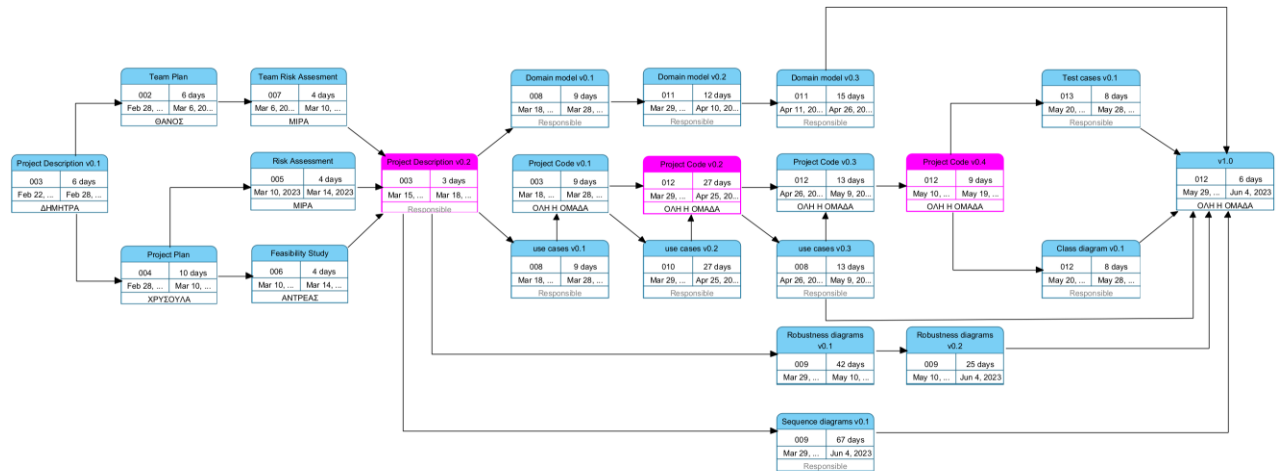 Team Plan
002 6 days
Feb 28, ... Mar 6, 20...
ΘΑΝΟΣ
Team Risk Assesment
007 4 days
Mar 6, 20... Mar 10, ...
ΜΙΡΑ
Domain model v0.1
008 9 days
Mar 18, ... Mar 28, ...
Responsible
Domain model v0.2
011 12 days
Mar 29, ... Apr 10, 20...
Responsible
Domain model v0.3
011 15 days
Apr 11, 20... Apr 26, 20...
Responsible
Test cases v0.1
013 8 days
May 20, ... May 28, ...
Responsible
Project Description v0.1
003 6 days
Feb 22, ... Feb 28, ...
ΔΗΜΗΤΡΑ
Risk Assessment
005 4 days
Mar 10, 2023 Mar 14, 2023
ΜΙΡΑ
Project Description v0.2
003 3 days
Mar 15, ... Mar 18, ...
Responsible
Project Code v0.1
003 9 days
Mar 18, ... Mar 28, ...
ΟΛΗ Η ΟΜΑΔΑ
Project Code v0.2
012 27 days
Mar 29, ... Apr 25, 20...
ΟΛΗ Η ΟΜΑΔΑ
Project Code v0.3
012 13 days
Apr 26, 20... May 9, 20...
ΟΛΗ Η ΟΜΑΔΑ
Project Code v0.4
012 9 days
May 10, ... May 19, ...
ΟΛΗ Η ΟΜΑΔΑ
v1.0
012 6 days
May 29, ... Jun 4, 2023
ΟΛΗ Η ΟΜΑΔΑ
Project Plan
004 10 days
Feb 28, ... Mar 10, ...
ΧΡΥΣΟΥΛΑ
Feasibility Study
006 4 days
Mar 10, ... Mar 14, ...
ΑΝΤΡΕΑΣ
use cases v0.1
008 9 days
Mar 18, ... Mar 28, ...
Responsible
use cases v0.2
010 27 days
Mar 29, ... Apr 25, 20...
Responsible
use cases v0.3
008 13 days
Apr 26, 20... May 9, 20...
Responsible
Class diagram v0.1
012 8 days
May 20, ... May 28, ...
Responsible
Robustness diagrams
v0.1
009 42 days
Mar 29, ... May 10, ...
Robustness diagrams
v0.2
009 25 days
May 10, ... Jun 4, 2023
Sequence diagrams v0.1
009 67 days
Mar 29, ... Jun 4, 2023
Responsible